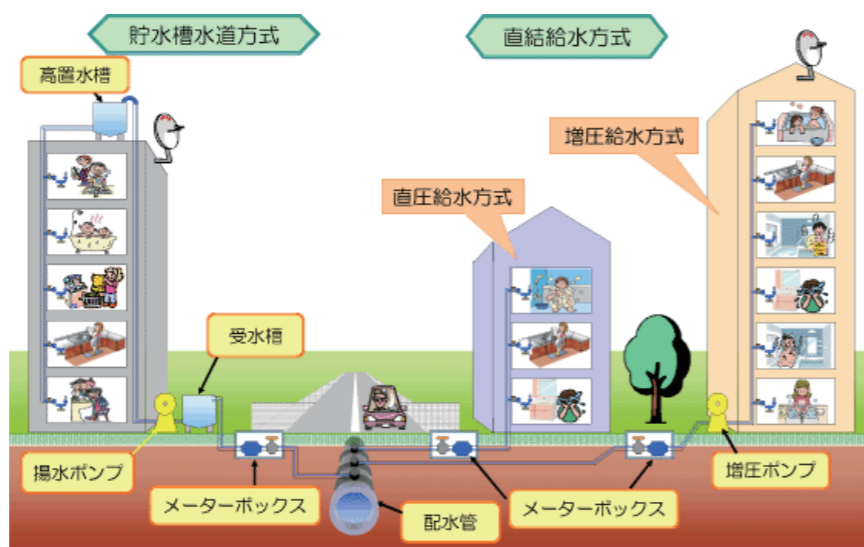 貯水槽水道方式
直結給水方式
高置水槽
増圧給水方式
直圧給水方式
受水槽
揚水ポンプ
メーターボックス
配水管
メーターボックス
増圧ポンプ